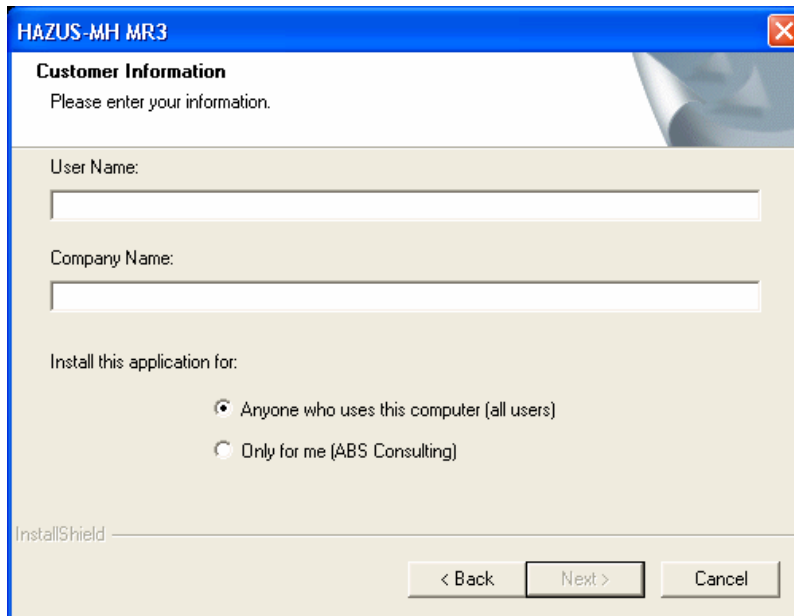 HAZUS-MH MR3
Customer Information
Please enter your information.
User Name:
Company Name:
Install this application for:
Anyone who uses this computer (all users)
Only for me (ABS Consulting)
InstallShield
< Back Next > Cancel